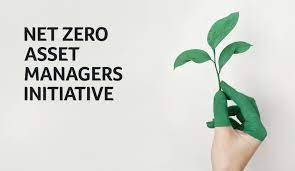 NET ZERO
ASSET
MANAGERS
INITIATIVE